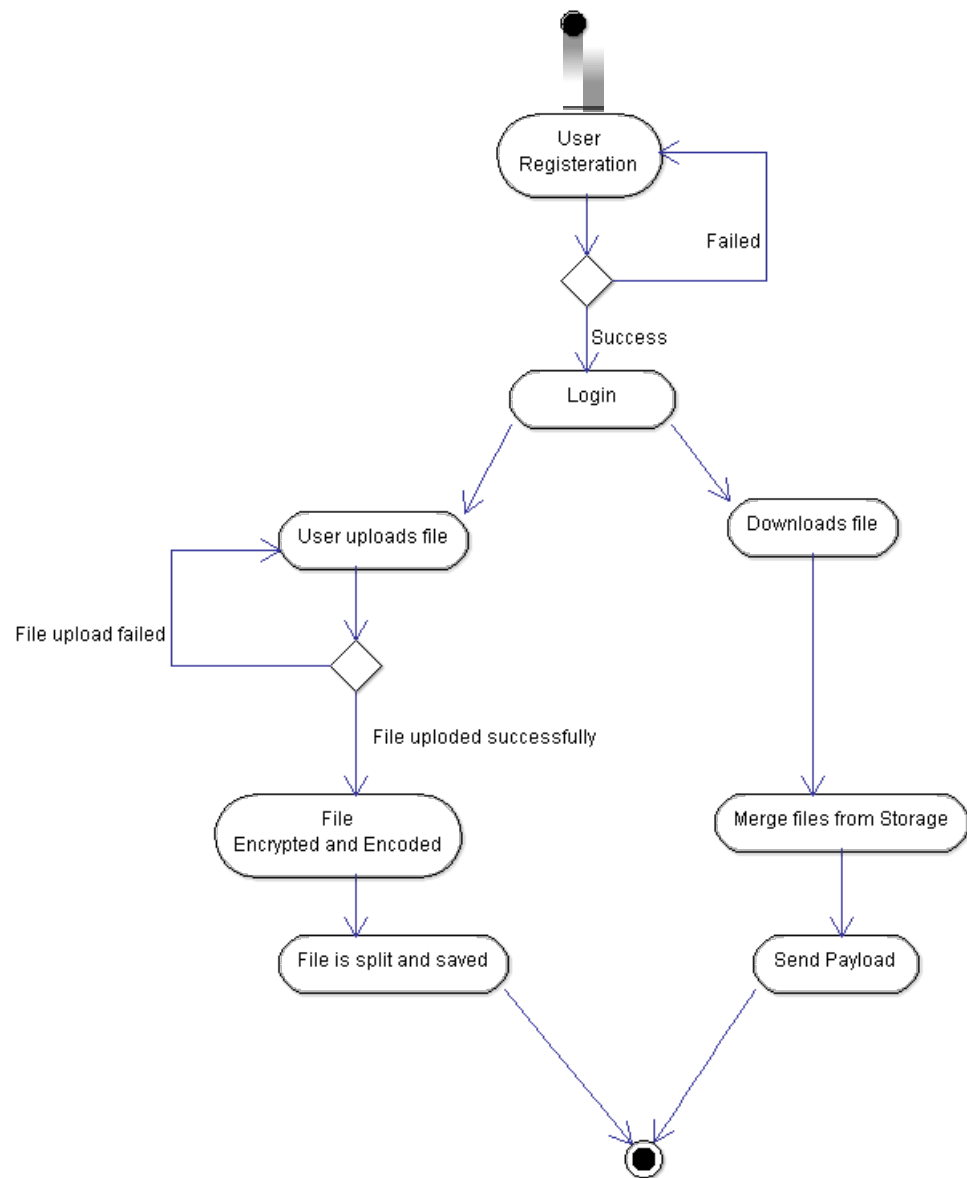 User
Registeration
Failed
Success
Login
User uploads file
Downloads file
File upload failed
File uploded successfully
File
Encrypted and Encoded
Merge files from Storage
File is split and saved
Send Payload